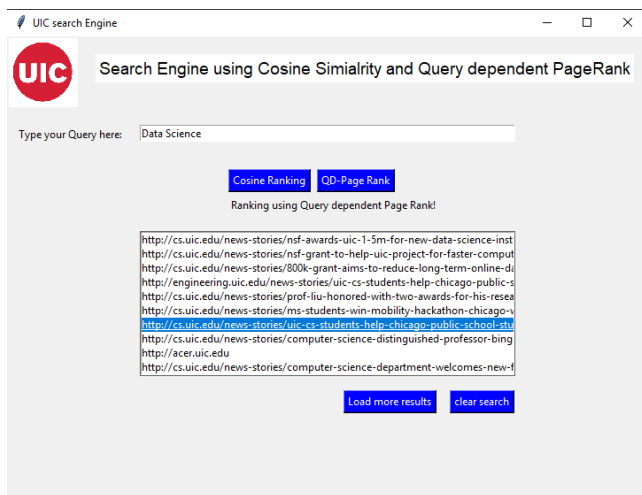 UIC search Engine
UIC
Search Engine using Cosine Simialrity and Query dependent PageRank
Type your Query here: Data Science
Cosine Ranking QD-Page Rank
Ranking using Query dependent Page Rank!
http://cs.uic.edu/news-stories/nsf-awards-uic-1-5m-for-new-data-science-inst
http://cs.uic.edu/news-stories/nsf-grant-to-help-uic-project-for-faster-comput
http://cs.uic.edu/news-stories/800k-grant-aims-to-reduce-long-term-online-da
http://engineering.uic.edu/news-stories/uic-cs-students-help-chicago-public-s
http://cs.uic.edu/news-stories/prof-liu-honored-with-two-awards-for-his-resea
http://cs.uic.edu/news-stories/ms-students-win-mobility-hackathon-chicago-v
http://cs.uic.edu/news-stories/uic-cs-students-help-chicago-public-school-stu
http://cs.uic.edu/news-stories/computer-science-distinguished-professor-bing
http://acer.uic.edu
http://cs.uic.edu/news-stories/computer-science-department-welcomes-new-f
Load more results clear search